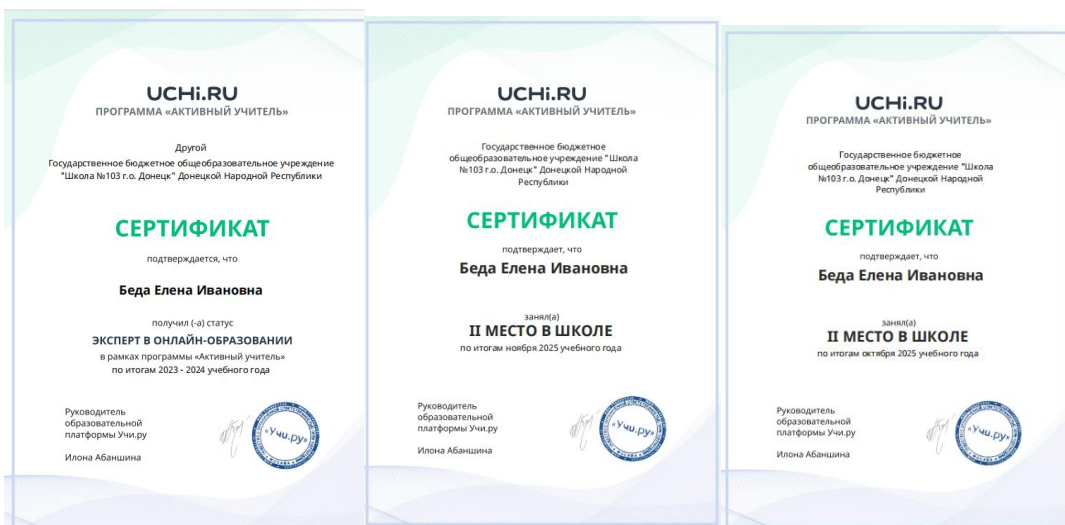 UCHi.RU
ПРОГРАММА «АКТИВНЫЙ УЧИТЕЛЬ»
Другой
Государственное бюджетное общеобразовательное учреждение
"Школа №103 г.о. Донецк" Донецкой Народной Республики
СЕРТИФИКАТ
подтверждается, что
Беда Елена Ивановна
получил (-а) статус
ЭКСПЕРТ В ОНЛАЙН-ОБРАЗОВАНИИ
в рамках программы «Активный учитель»
по итогам 2023 - 2024 учебного года
Руководитель
образовательной
платформы Учи.ру
Илона Абаншина
«Учи.ру»
UCHi.RU
ПРОГРАММА «АКТИВНЫЙ УЧИТЕЛЬ»
Государственное бюджетное
общеобразовательное учреждение "Школа
№103 г.о. Донецк" Донецкой Народной
Республики
СЕРТИФИКАТ
подтверждает, что
Беда Елена Ивановна
занял(а)
II МЕСТО В ШКОЛЕ
по итогам ноября 2025 учебного года
Руководитель
образовательной
платформы Учи.ру
Илона Абаншина
«Учи.ру»
UCHi.RU
ПРОГРАММА «АКТИВНЫЙ УЧИТЕЛЬ»
Государственное бюджетное
общеобразовательное учреждение "Школа
№103 г.о. Донецк" Донецкой Народной
Республики
СЕРТИФИКАТ
подтверждает, что
Беда Елена Ивановна
занял(а)
II МЕСТО В ШКОЛЕ
по итогам октября 2025 учебного года
Руководитель
образовательной
платформы Учи.ру
Илона Абаншина
«Учи.ру»